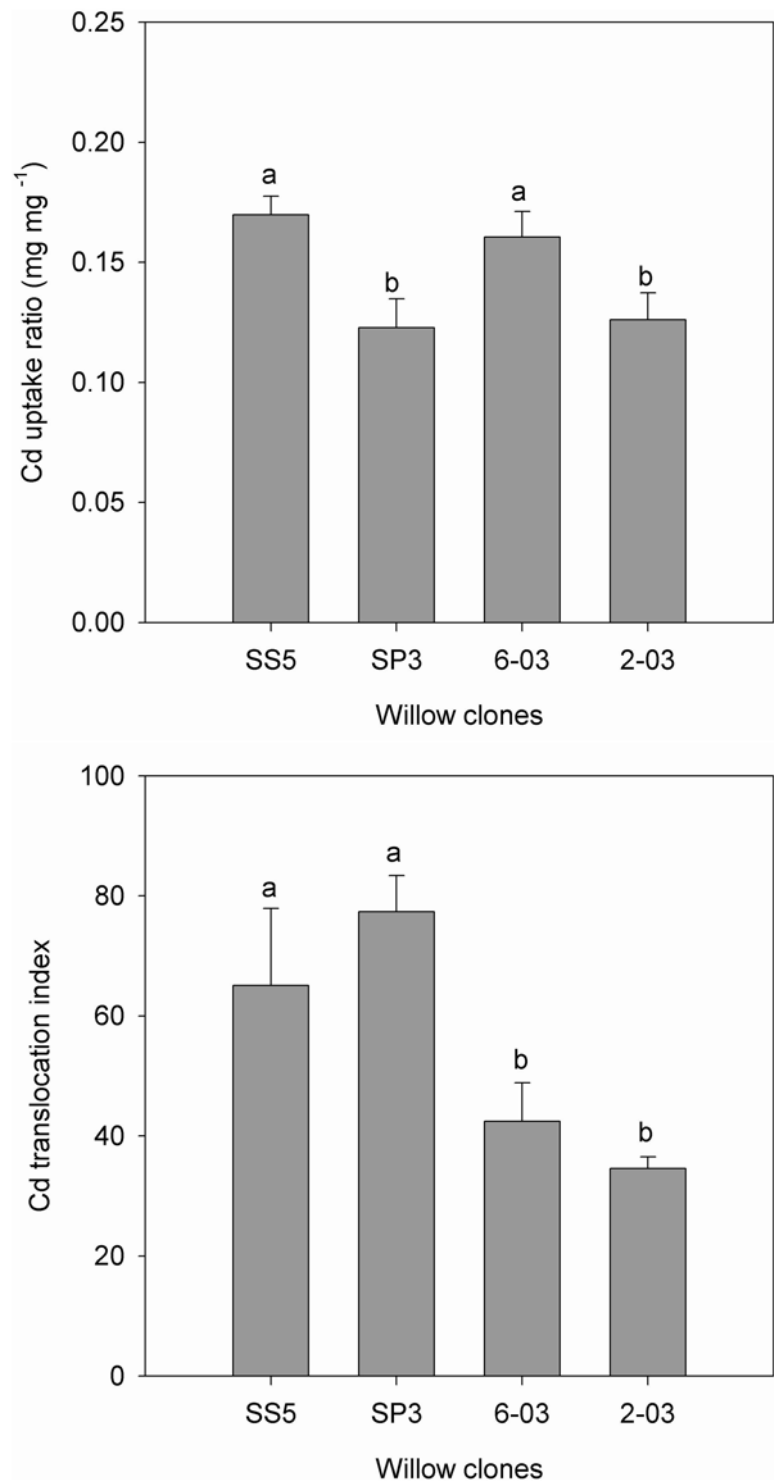 0.25
0.20
0.15
0.10
0.05
0.00
Cd uptake ratio (mg mg -1)
a
b
a
b
SS5 SP3 6-03 2-03
Willow clones
100
80
60
40
20
0
Cd translocation index
a
a
b
b
SS5 SP3 6-03 2-03
Willow clones